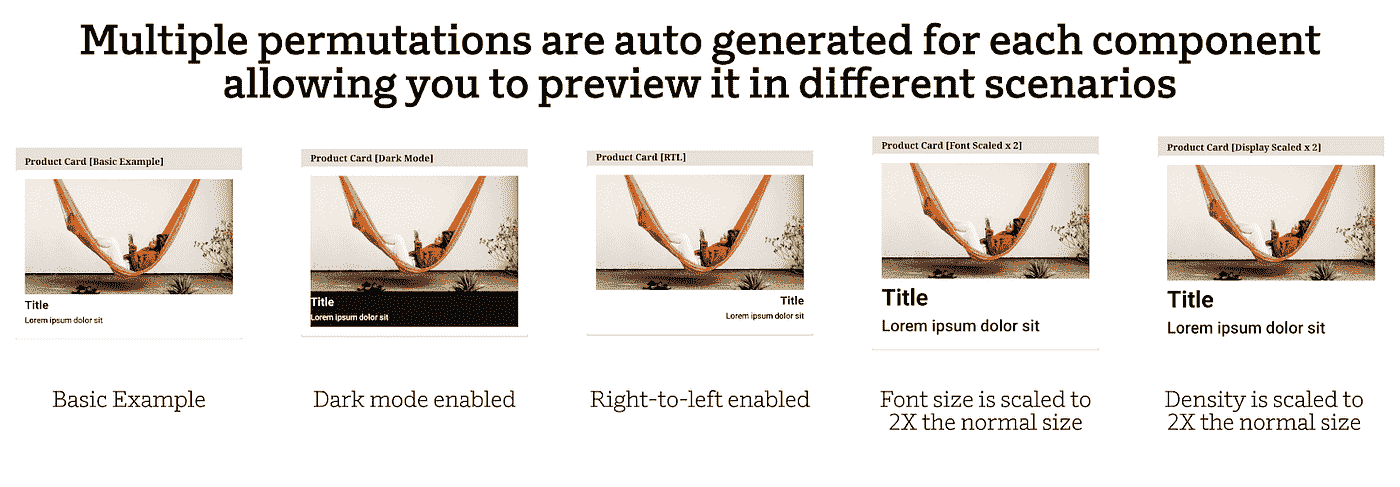 Multiple permutations are auto generated for each component
allowing you to preview it in different scenarios
Product Card [Basic Example]
Title
Lorem ipsum dolor sit
Basic Example
Product Card [Dark Mode]
Title
Lorem ipsum dolor sit
Dark mode enabled
Product Card [RTL]
Title
Lorem ipsum dolor sit
Right-to-left enabled
Product Card [Font Scaled x 2]
Title
Lorem ipsum dolor sit
Font size is scaled to
2X the normal size
Product Card [Display Scaled x 2]
Title
Lorem ipsum dolor sit
Density is scaled to
2X the normal size